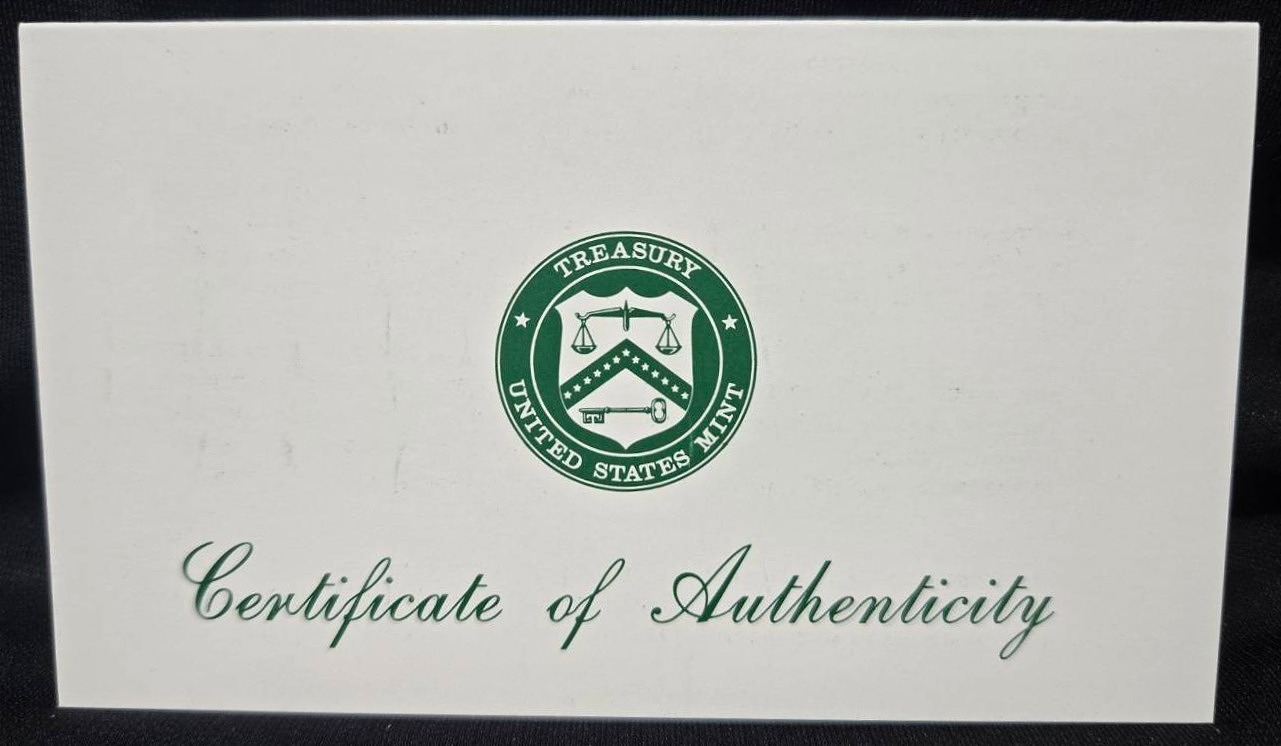 TREASURY
UNITED STATES MINT
Certificate of Authenticity